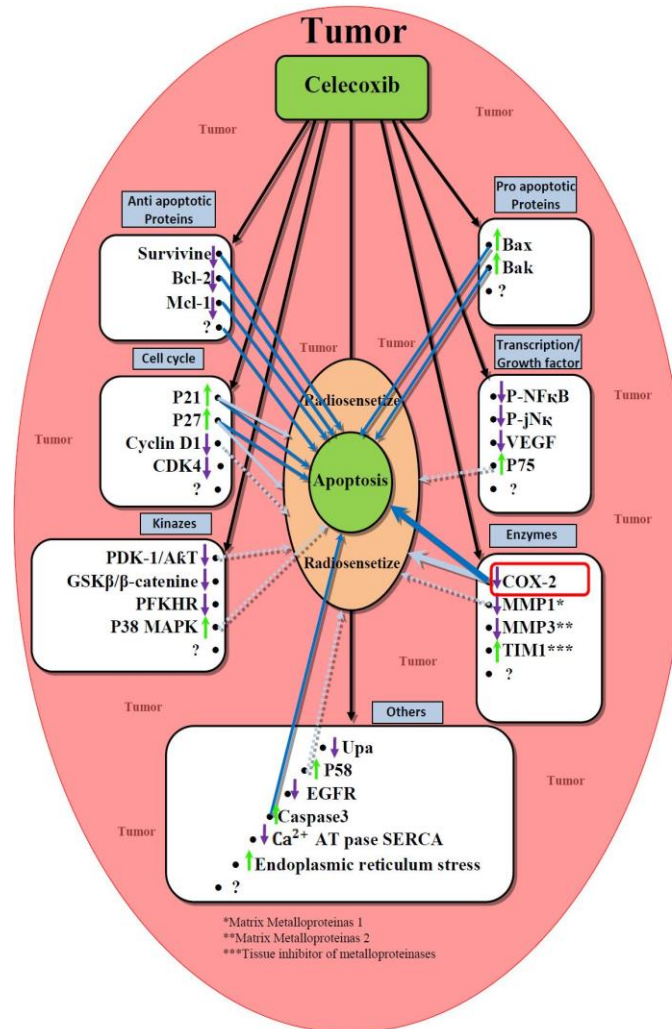 Tumor
Celecoxib
Tumor
Tumor
Anti apoptotic
Proteins
Survivine
Bcl-2
Mcl-1
?
Pro apoptotic
Proteins
Bax
Bak
?
Tumor
Tumor
Cell cycle
P21
P27
Cyclin D1
CDK4
?
Transcription/
Growth factor
P-NFκB
P-jNκ
VEGF
P75
?
Tumor
Tumor
Radiosensetize
Apoptosis
Radiosensetize
Tumor
Kinazes
PDK-1/AkT
GSKβ/β-catenine
PFKHR
P38 MAPK
?
Enzymes
COX-2
MMP1*
MMP3**
TIM1***
?
Tumor
Tumor
Others
Upa
P58
EGFR
Caspase3
Ca²⁺ AT pase SERCA
Endoplasmic reticulum stress
?
Tumor
Tumor
*Matrix Metalloproteinas 1
**Matrix Metalloproteinas 2
***Tissue inhibitor of metalloproteinases